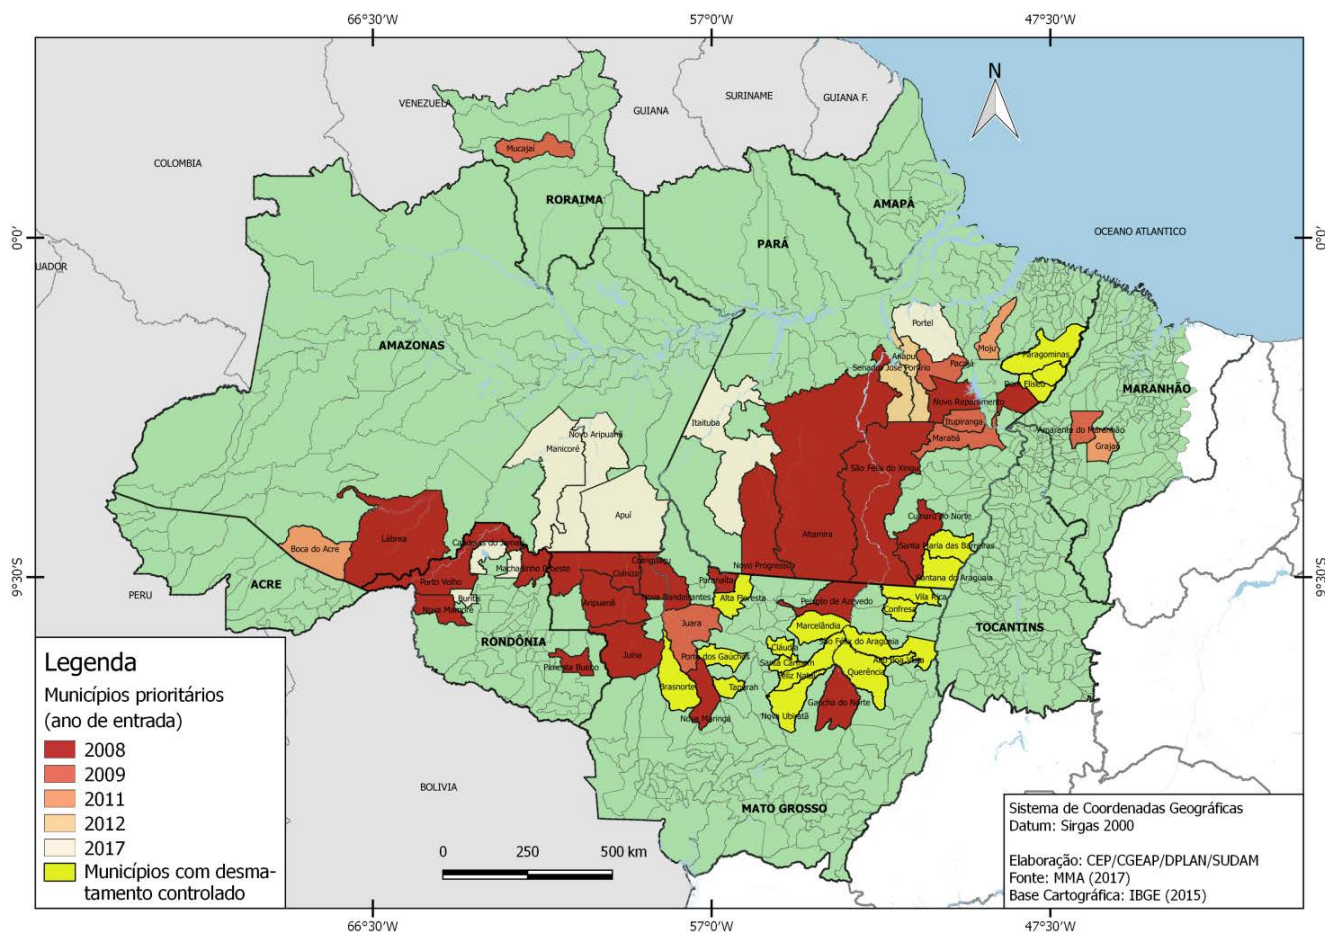 66°30'W
57°0'W
47°30'W
N
VENEZUELA
GUIANA
SURINAME
GUIANA F.
COLOMBIA
Mucajaí
RORAIMA
AMAPÁ
PARÁ
OCEANO ATLANTICO
0°0'
0°0'
UADOR
AMAZONAS
Portel
Moju
Anapu
Pacajá
Paragominas
Senador José Porfírio
Dom Eliseu
MARANHÃO
Novo Repartimento
Itaituba
Itupiranga
Amarante do Maranhão
Novo Aripuanã
Manicoré
Marabá
Grajaú
São Félix do Xingu
Apuí
Cumaru do Norte
Lábrea
Altamira
Boca do Acre
Candeias do Jamari
Santa Maria das Barreiras
Cotriguaçu
Machadinho D'oeste
Colniza
Novo Progresso
9°30'S
9°30'S
ACRE
Porto Velho
Paranaíta
Santana do Araguaia
PERU
Buritis
Nova Bandeirantes
Alta Floresta
Vila Rica
Nova Mamoré
Aripuanã
Peixoto de Azevedo
Confresa
Juara
Marcelândia
TOCANTINS
RONDÔNIA
São Félix do Araguaia
Cláudia
Juína
Porto dos Gaúchos
Santa Carmem
Alto Boa Vista
Pimenta Bueno
Feliz Natal
Querência
Brasnorte
Tapurah
Gaúcha do Norte
Nova Maringá
Nova Ubiratã
BOLIVIA
MATO GROSSO
Legenda
Municípios prioritários
(ano de entrada)
2008
2009
2011
2012
2017
Municípios com desma-
tamento controlado
0 250 500 km
Sistema de Coordenadas Geográficas
Datum: Sirgas 2000
Elaboração: CEP/CGEAP/DPLAN/SUDAM
Fonte: MMA (2017)
Base Cartográfica: IBGE (2015)
66°30'W
57°0'W
47°30'W